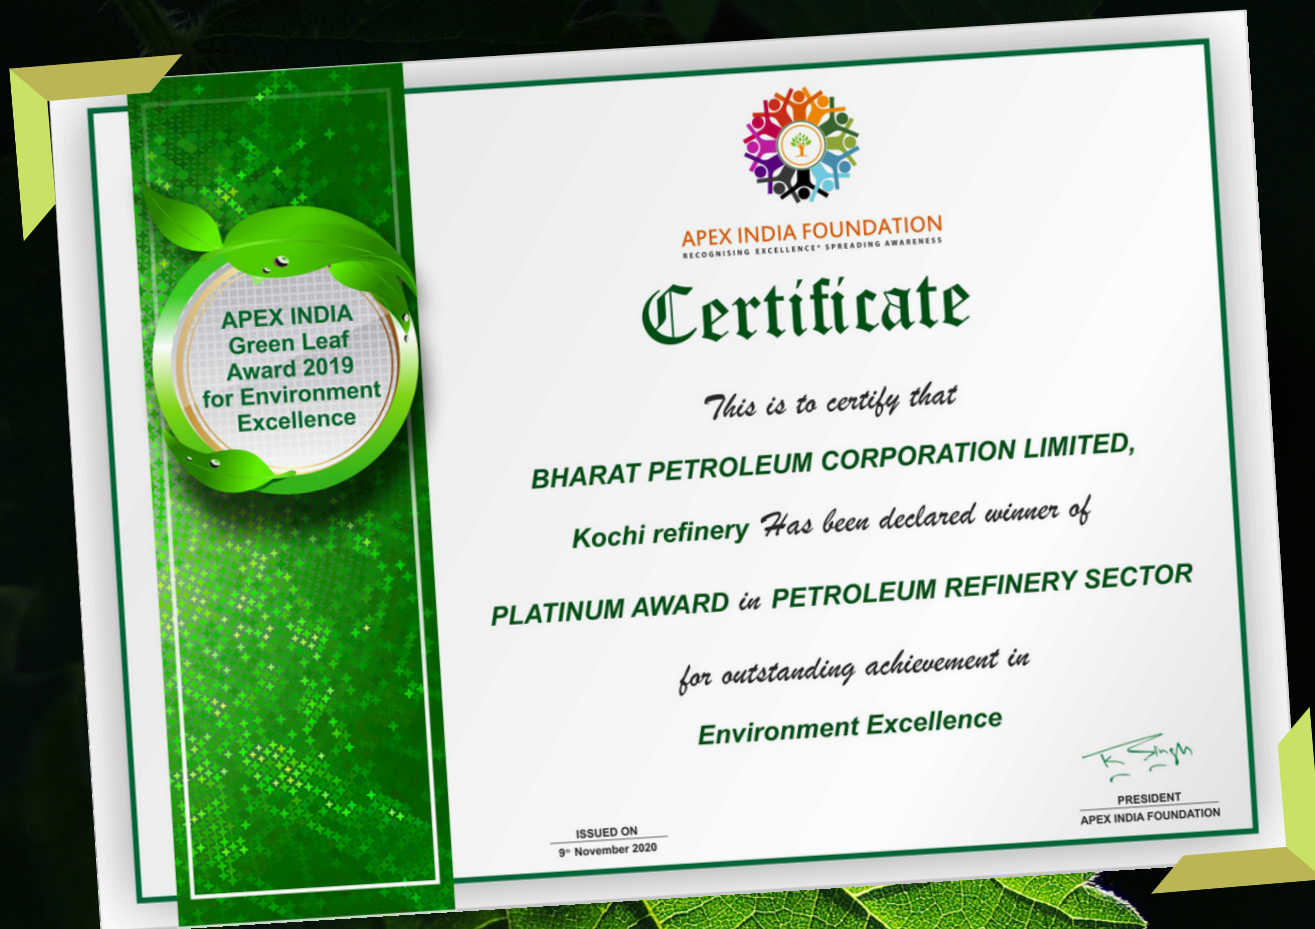 APEX INDIA
Green Leaf
Award 2019
for Environment
Excellence
APEX INDIA FOUNDATION
RECOGNISING EXCELLENCE* SPREADING AWARENESS
Certificate
This is to certify that
BHARAT PETROLEUM CORPORATION LIMITED,
Kochi refinery Has been declared winner of
PLATINUM AWARD in PETROLEUM REFINERY SECTOR
for outstanding achievement in
Environment Excellence
K Singh
PRESIDENT
APEX INDIA FOUNDATION
ISSUED ON
9th November 2020